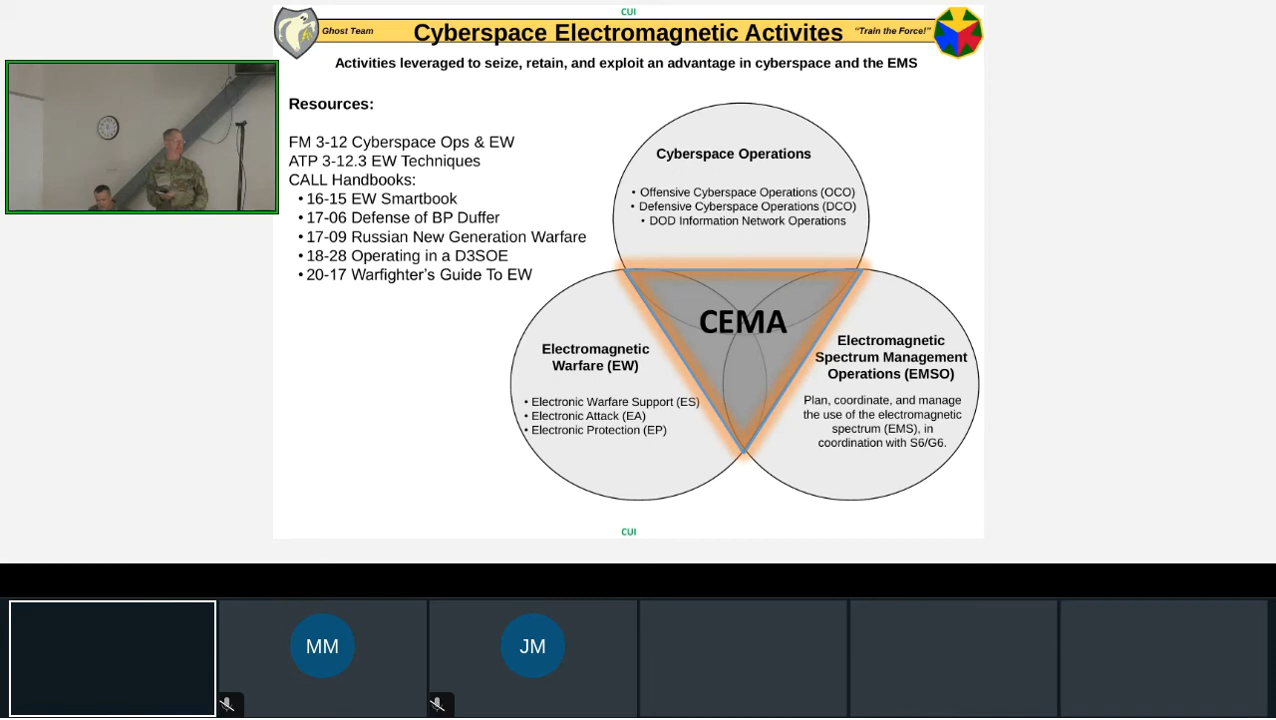 CUI
Ghost Team
Cyberspace Electromagnetic Activites
"Train the Force!"
Activities leveraged to seize, retain, and exploit an advantage in cyberspace and the EMS
Resources:
FM 3-12 Cyberspace Ops & EW
ATP 3-12.3 EW Techniques
CALL Handbooks:
• 16-15 EW Smartbook
• 17-06 Defense of BP Duffer
• 17-09 Russian New Generation Warfare
• 18-28 Operating in a D3SOE
• 20-17 Warfighter's Guide To EW
Cyberspace Operations
• Offensive Cyberspace Operations (OCO)
• Defensive Cyberspace Operations (DCO)
• DOD Information Network Operations
CEMA
Electromagnetic
Warfare (EW)
• Electronic Warfare Support (ES)
• Electronic Attack (EA)
• Electronic Protection (EP)
Electromagnetic
Spectrum Management
Operations (EMSO)
Plan, coordinate, and manage
the use of the electromagnetic
spectrum (EMS), in
coordination with S6/G6.
CUI
MM
JM